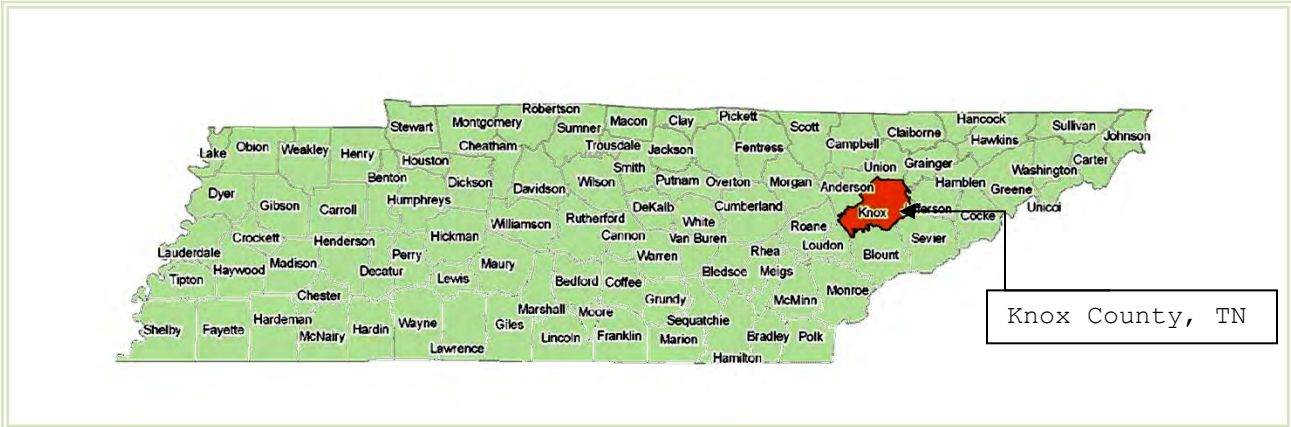 Robertson
Stewart
Montgomery
Sumner
Macon
Clay
Pickett
Scott
Campbell
Claiborne
Hancock
Hawkins
Sullivan
Johnson
Lake
Obion
Weakley
Henry
Houston
Cheatham
Trousdale
Jackson
Fentress
Union
Grainger
Washington
Carter
Benton
Dickson
Davidson
Wilson
Smith
Putnam
Overton
Morgan
Anderson
Hamblen
Greene
Unicoi
Dyer
Gibson
Carroll
Humphreys
Williamson
Rutherford
DeKalb
White
Cumberland
Roane
Knox
Cocke
Crockett
Henderson
Hickman
Cannon
Van Buren
Warren
Rhea
Loudon
Blount
Sevier
Lauderdale
Tipton
Haywood
Madison
Decatur
Perry
Lewis
Maury
Bedford
Coffee
Bledsoe
Meigs
Monroe
Chester
Marshall
Moore
Grundy
McMinn
Shelby
Fayette
Hardeman
McNairy
Hardin
Wayne
Lawrence
Giles
Lincoln
Franklin
Sequatchie
Marion
Hamilton
Bradley
Polk
Knox County, TN